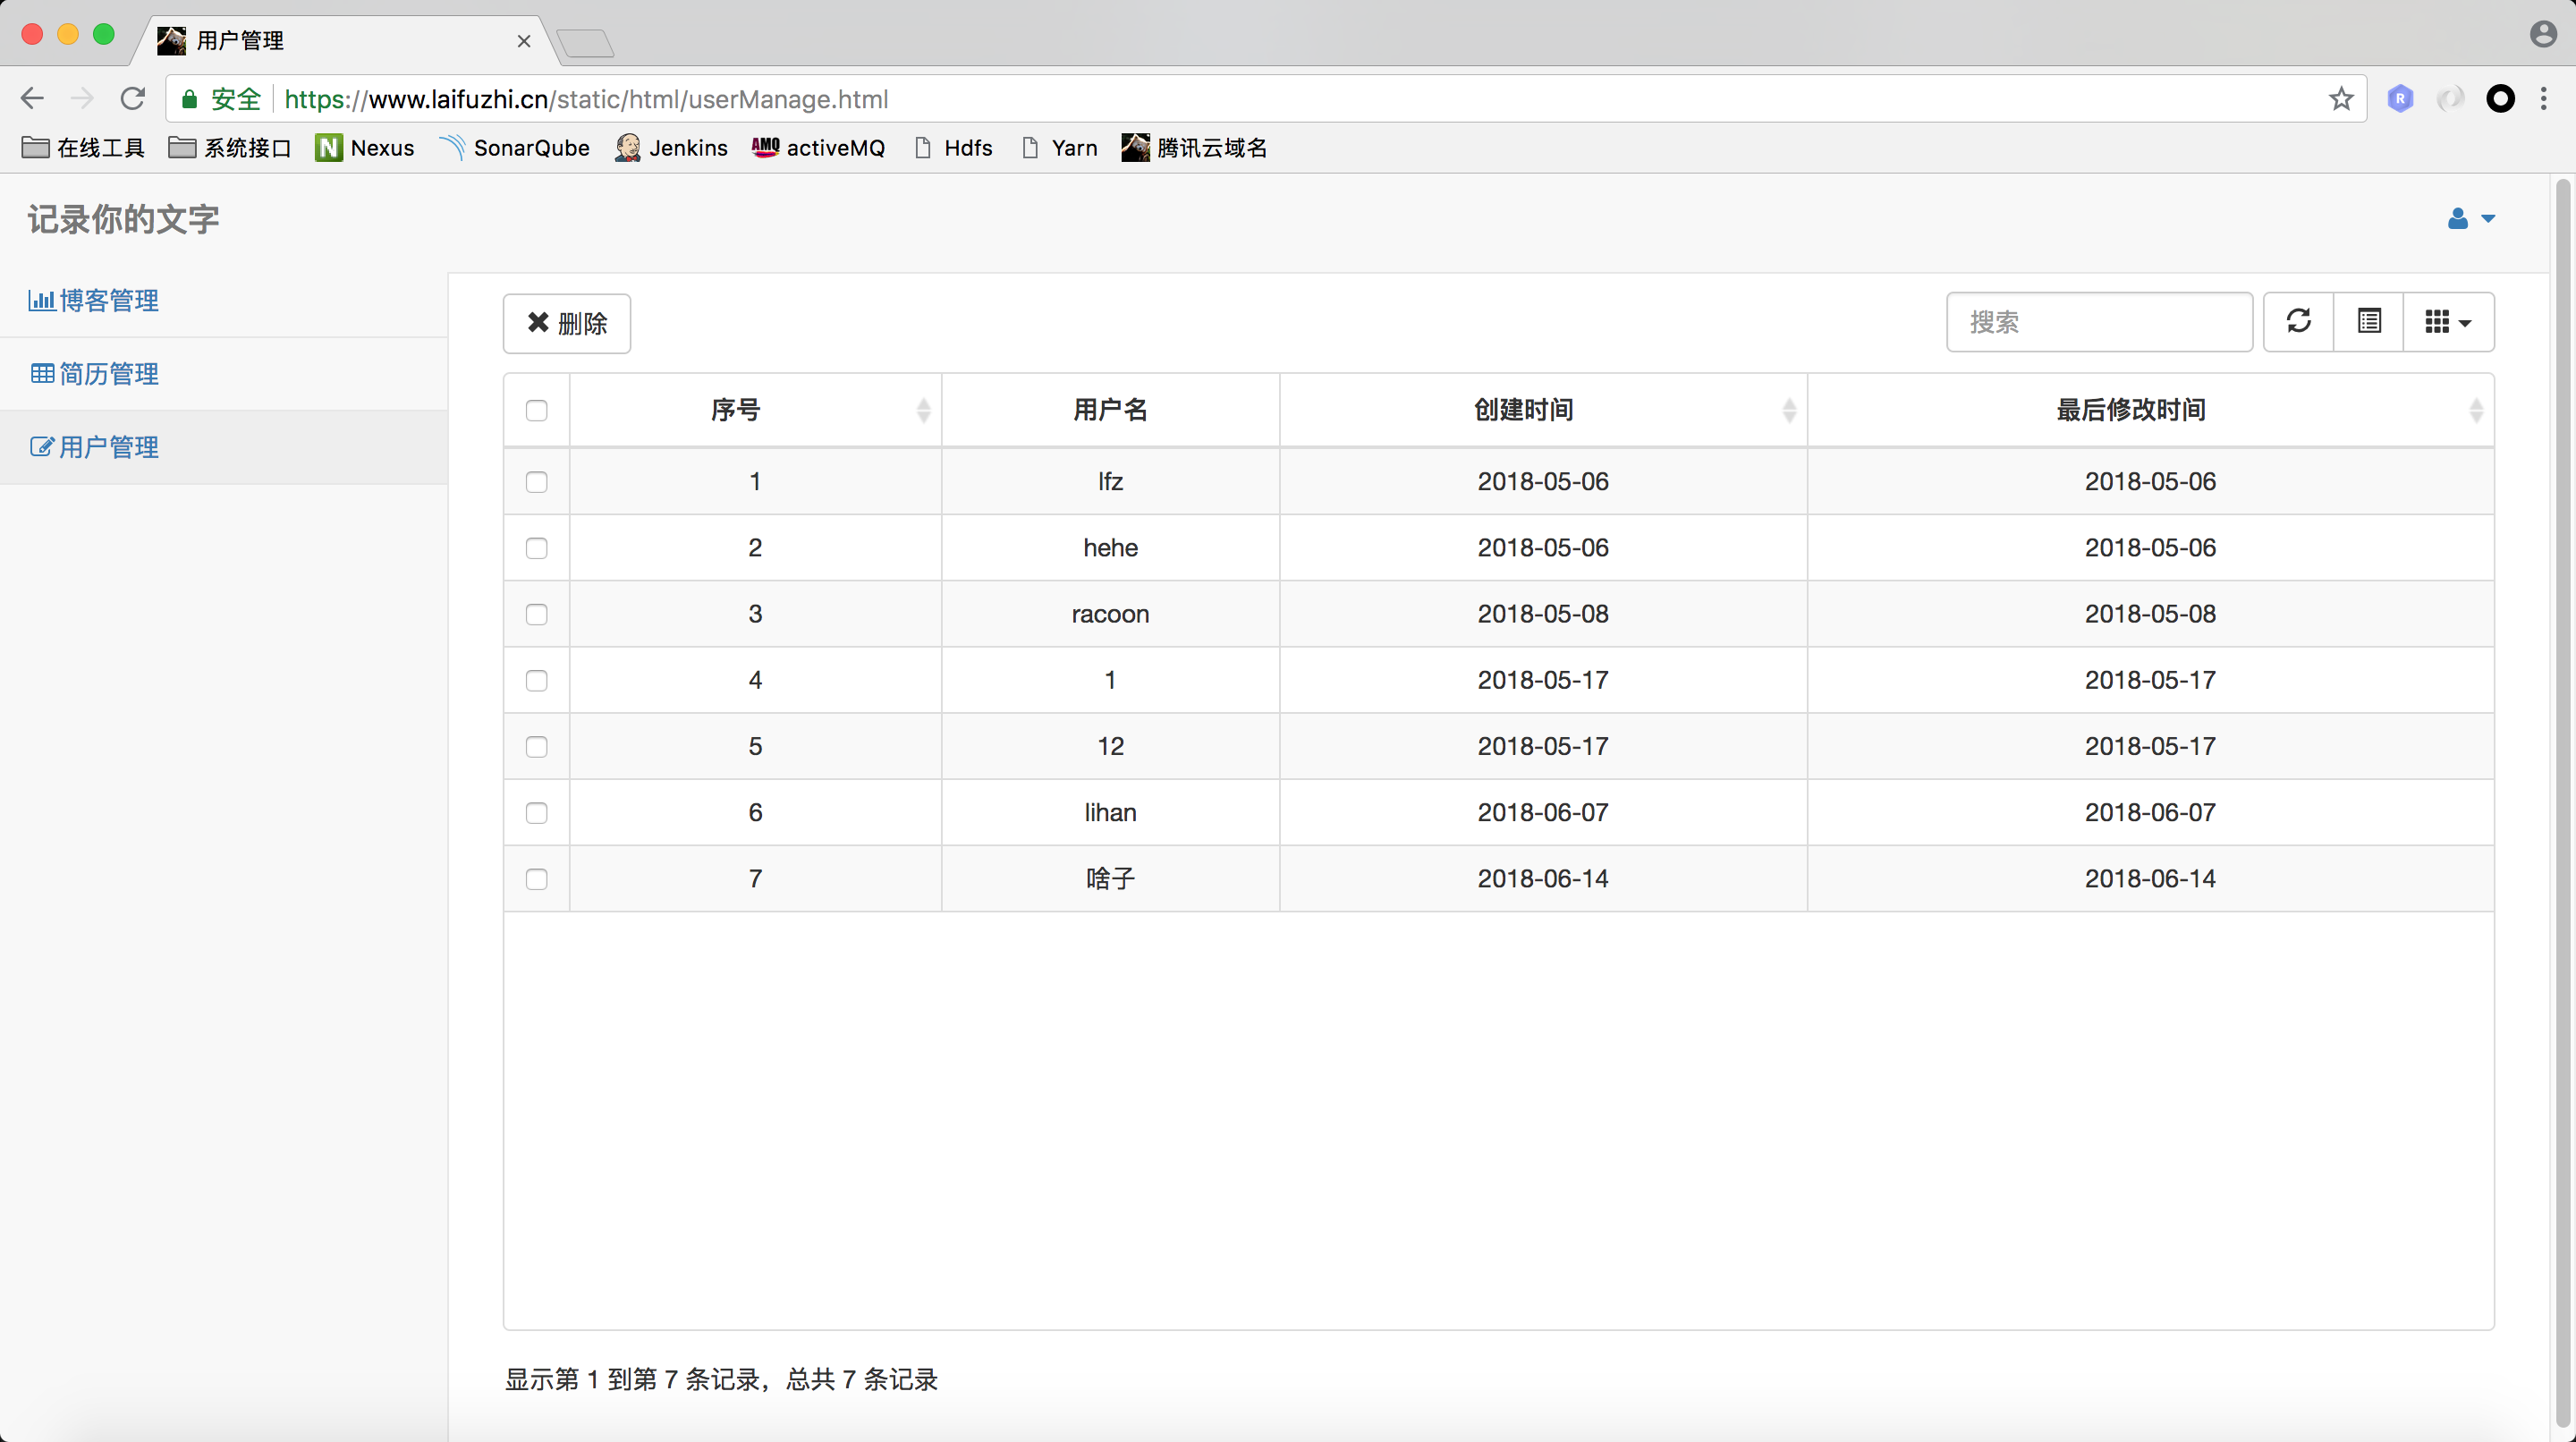 用户管理
安全 https://www.laifuzhi.cn/static/html/userManage.html
在线工具 系统接口 Nexus SonarQube Jenkins AMQ activeMQ Hdfs Yarn 腾讯云域名
记录你的文字
博客管理
简历管理
用户管理
删除 搜索
序号 用户名 创建时间 最后修改时间
1 lfz 2018-05-06 2018-05-06
2 hehe 2018-05-06 2018-05-06
3 racoon 2018-05-08 2018-05-08
4 1 2018-05-17 2018-05-17
5 12 2018-05-17 2018-05-17
6 lihan 2018-06-07 2018-06-07
7 啥子 2018-06-14 2018-06-14
显示第 1 到第 7 条记录，总共 7 条记录